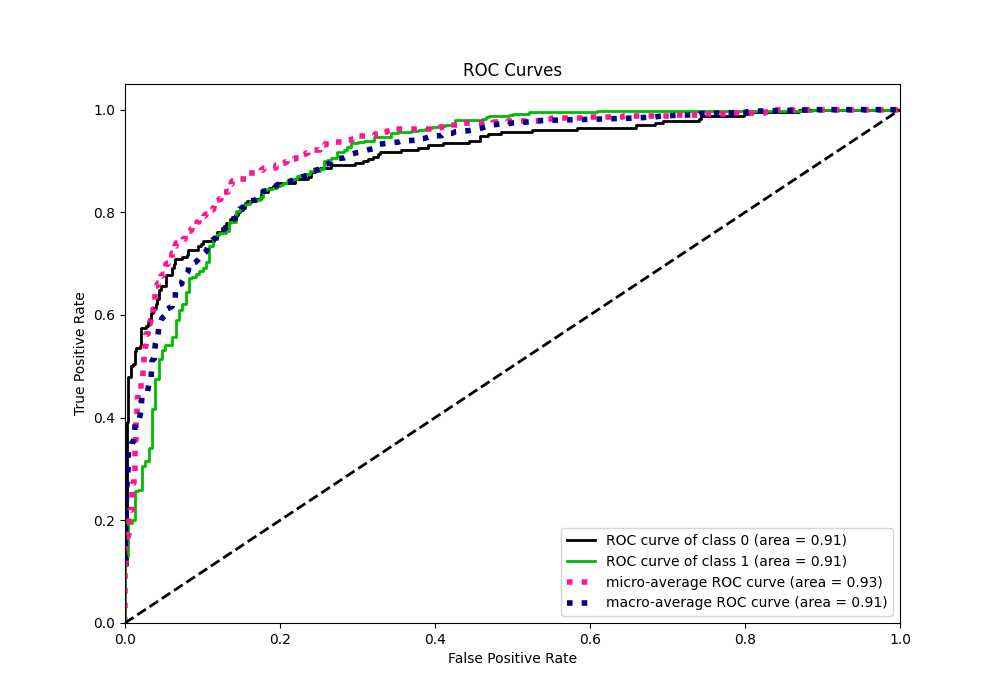 ROC Curves
True Positive Rate
1.0
0.8
0.6
0.4
0.2
0.0
0.0 0.2 0.4 0.6 0.8 1.0
False Positive Rate
ROC curve of class 0 (area = 0.91)
ROC curve of class 1 (area = 0.91)
micro-average ROC curve (area = 0.93)
macro-average ROC curve (area = 0.91)